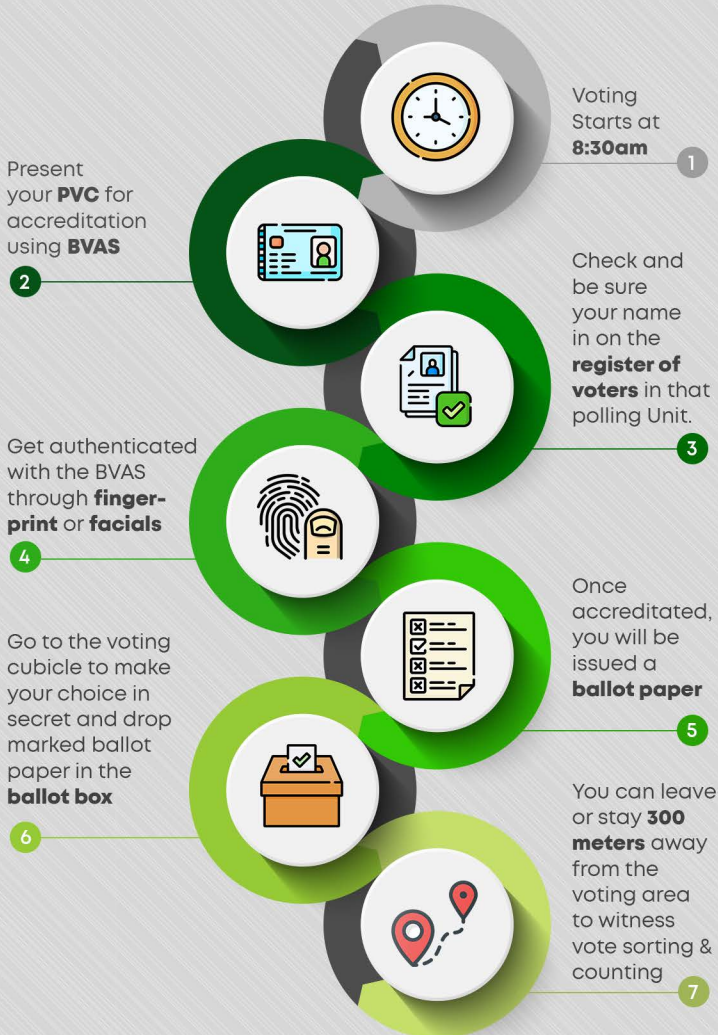 Voting
Starts at
8:30am
1
Present
your PVC for
accreditation
using BVAS
2
Check and
be sure
your name
in on the
register of
voters in that
polling Unit.
3
Get authenticated
with the BVAS
through finger-
print or facials
4
Once
accreditated,
you will be
issued a
ballot paper
5
Go to the voting
cubicle to make
your choice in
secret and drop
marked ballot
paper in the
ballot box
6
You can leave
or stay 300
meters away
from the
voting area
to witness
vote sorting &
counting
7